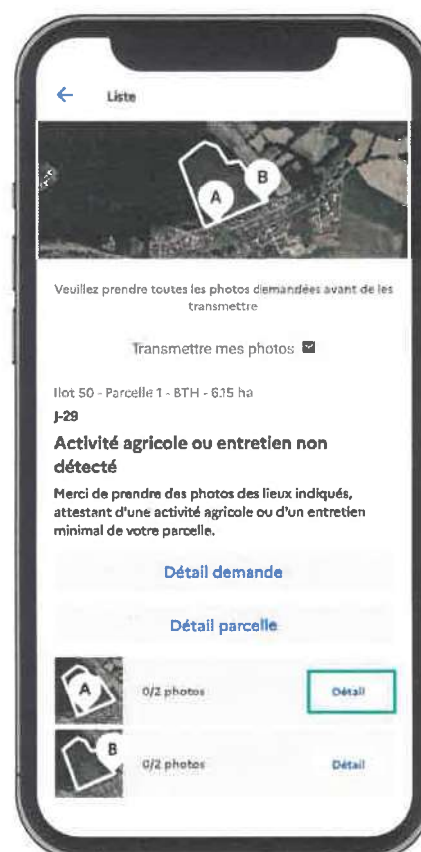 ← Liste
A
B
Veuillez prendre toutes les photos demandées avant de les
transmettre
Transmettre mes photos
Ilot 50 - Parcelle 1 - BTH - 6.15 ha
J-29
Activité agricole ou entretien non
détecté
Merci de prendre des photos des lieux indiqués,
attestant d'une activité agricole ou d'un entretien
minimal de votre parcelle.
Détail demande
Détail parcelle
A
0/2 photos
Détail
B
0/2 photos
Détail